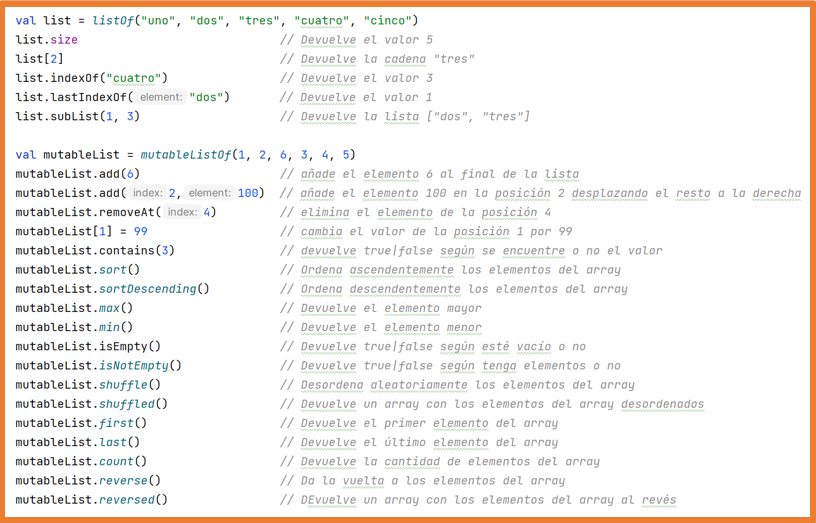 val list = listOf("uno", "dos", "tres", "cuatro", "cinco")
list.size // Devuelve el valor 5
list[2] // Devuelve la cadena "tres"
list.indexOf("cuatro") // Devuelve el valor 3
list.lastIndexOf( element: "dos") // Devuelve el valor 1
list.subList(1, 3) // Devuelve la lista ["dos", "tres"]
val mutableList = mutableListOf(1, 2, 6, 3, 4, 5)
mutableList.add(6) // añade el elemento 6 al final de la lista
mutableList.add( index: 2, element: 100) // añade el elemento 100 en la posición 2 desplazando el resto a la derecha
mutableList.removeAt( index: 4) // elimina el elemento de la posición 4
mutableList[1] = 99 // cambia el valor de la posición 1 por 99
mutableList.contains(3) // devuelve true|false según se encuentre o no el valor
mutableList.sort() // Ordena ascendentemente los elementos del array
mutableList.sortDescending() // Ordena descendentemente los elementos del array
mutableList.max() // Devuelve el elemento mayor
mutableList.min() // Devuelve el elemento menor
mutableList.isEmpty() // Devuelve true|false según esté vacío o no
mutableList.isNotEmpty() // Devuelve true|false según tenga elementos o no
mutableList.shuffle() // Desordena aleatoriamente los elementos del array
mutableList.shuffled() // Devuelve un array con los elementos del array desordenados
mutableList.first() // Devuelve el primer elemento del array
mutableList.last() // Devuelve el último elemento del array
mutableList.count() // Devuelve la cantidad de elementos del array
mutableList.reverse() // Da la vuelta a los elementos del array
mutableList.reversed() // DEvuelve un array con los elementos del array al revés